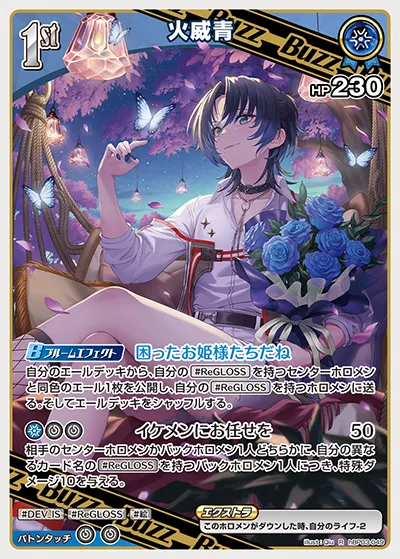 Buzz Buzz Buzz
1st
火威青
HP230
Bブルームエフェクト 困ったお姫様たちだね
自分のエールデッキから、自分の #ReGLOSS を持つセンターホロメン
と同色のエール1枚を公開し、自分の #ReGLOSS を持つホロメンに送
る。そしてエールデッキをシャッフルする。
イケメンにお任せを 50
相手のセンターホロメンかバックホロメン1人どちらかに、自分の異な
るカード名の #ReGLOSS を持つバックホロメン1人につき、特殊ダ
メージ10を与える。
エクストラ
このホロメンがダウンした時、自分のライフ-2
#DEV_IS #ReGLOSS #絵
illust: Qiu R hBP03-049
バトンタッチ
Buzz Buzz